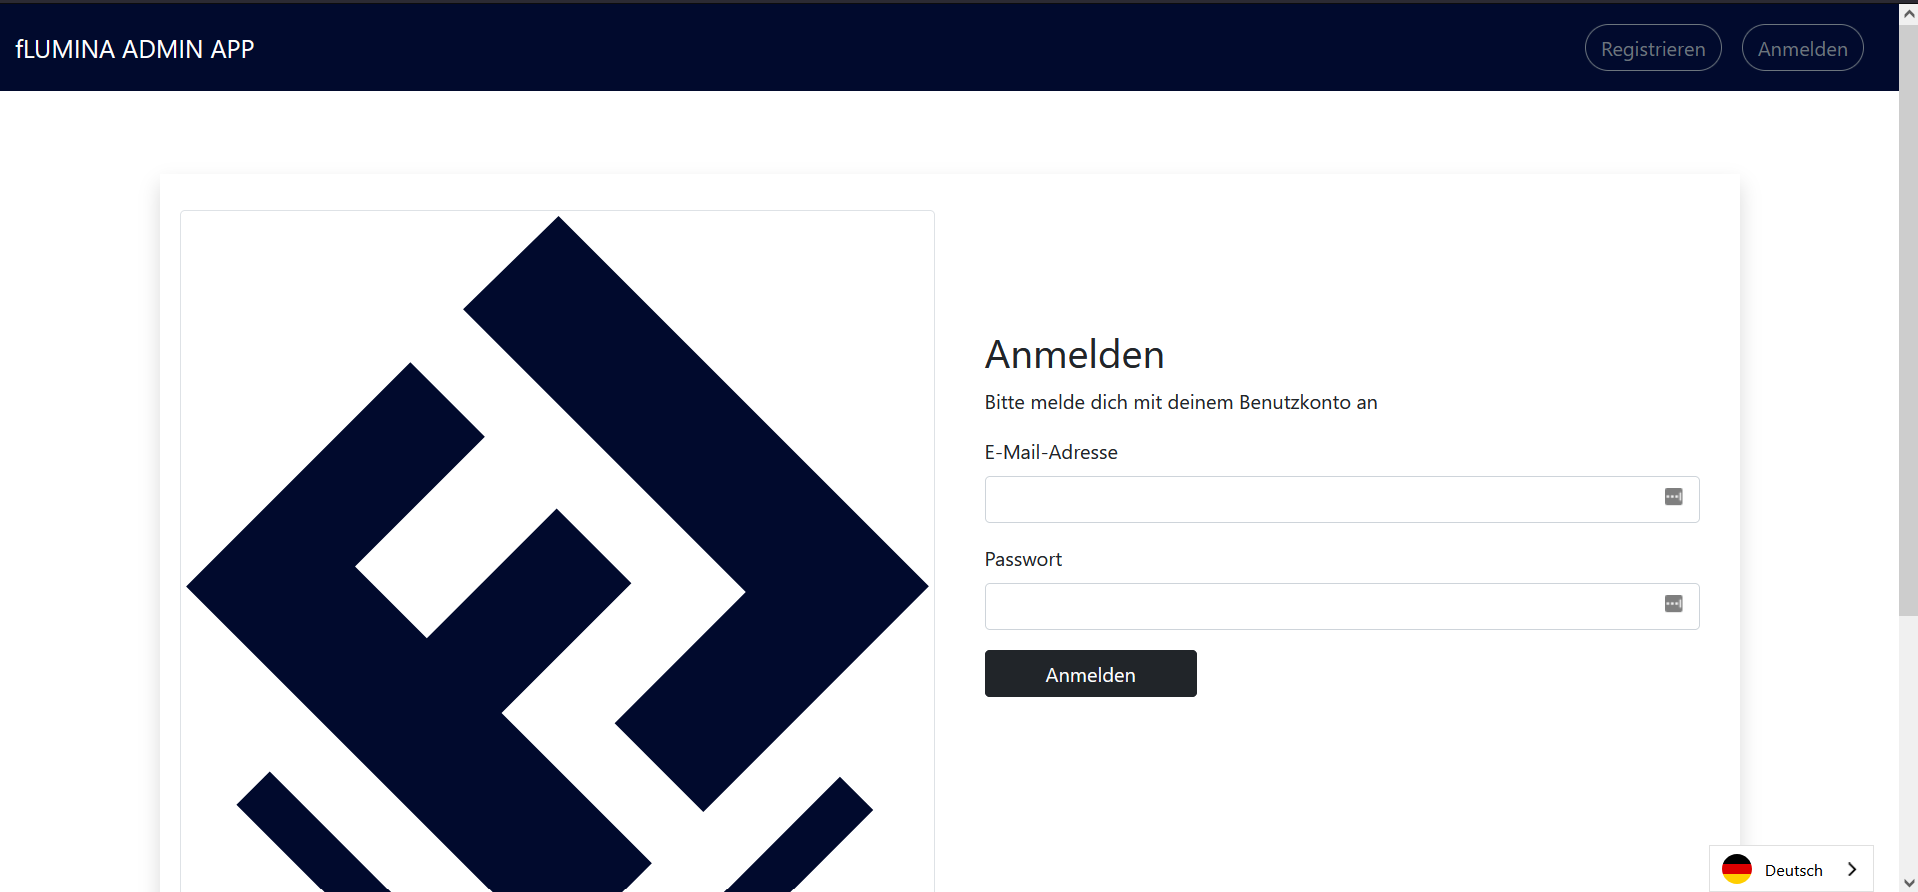 fLUMINA ADMIN APP
Registrieren
Anmelden
Anmelden
Bitte melde dich mit deinem Benutzkonto an
E-Mail-Adresse
Passwort
Anmelden
Deutsch